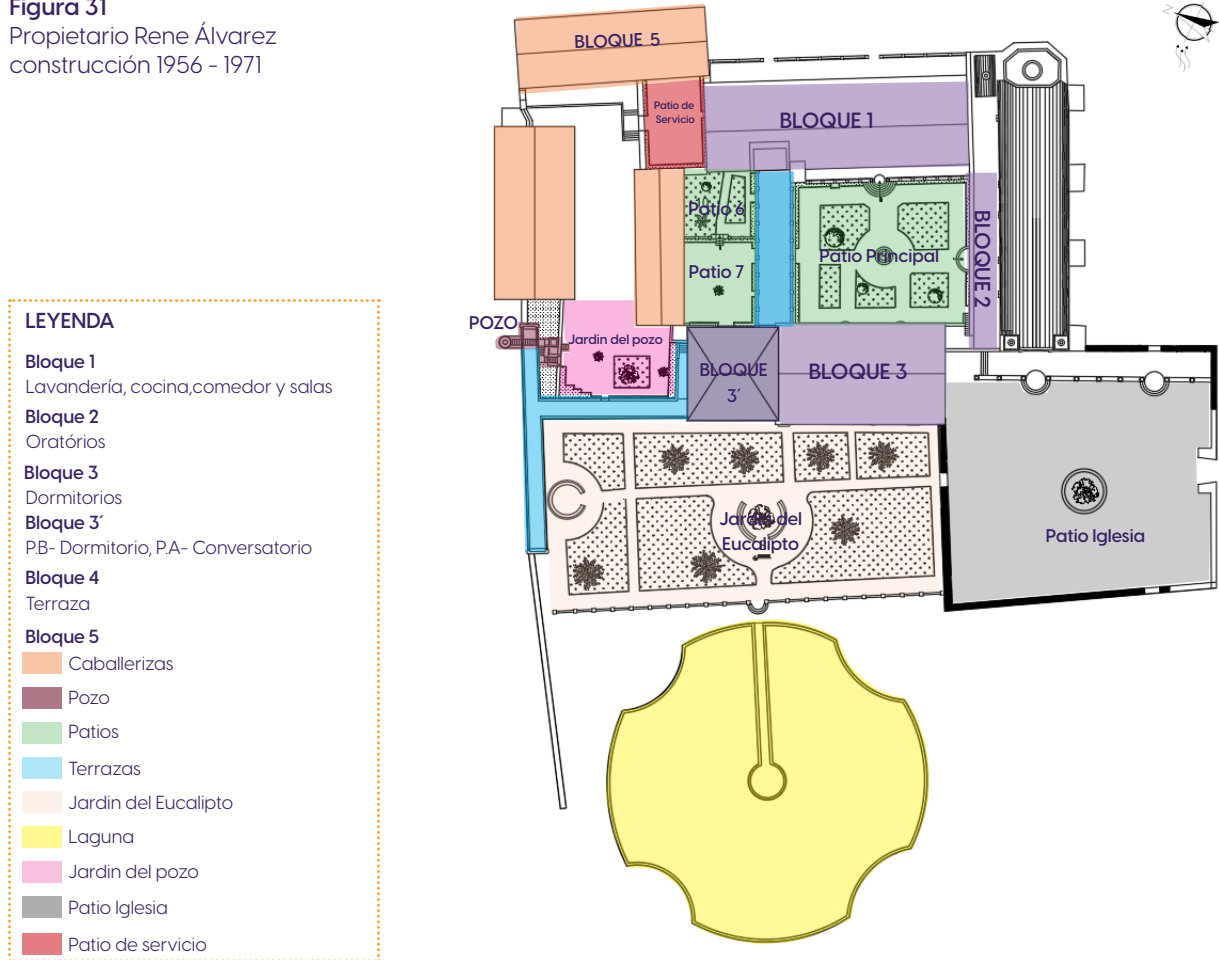 Figura 31
Propietario Rene Álvarez
construcción 1956 - 1971
LEYENDA
Bloque 1
Lavandería, cocina,comedor y salas
Bloque 2
Oratórios
Bloque 3
Dormitorios
Bloque 3´
P.B- Dormitorio, P.A- Conversatorio
Bloque 4
Terraza
Bloque 5
Caballerizas
Pozo
Patios
Terrazas
Jardin del Eucalipto
Laguna
Jardin del pozo
Patio Iglesia
Patio de servicio
BLOQUE 5
Patio de
Servicio
BLOQUE 1
Patio 6
Patio 7
Patio Principal
BLOQUE 2
POZO
Jardin del pozo
BLOQUE
3´
BLOQUE 3
Jardin del
Eucalipto
Patio Iglesia
N